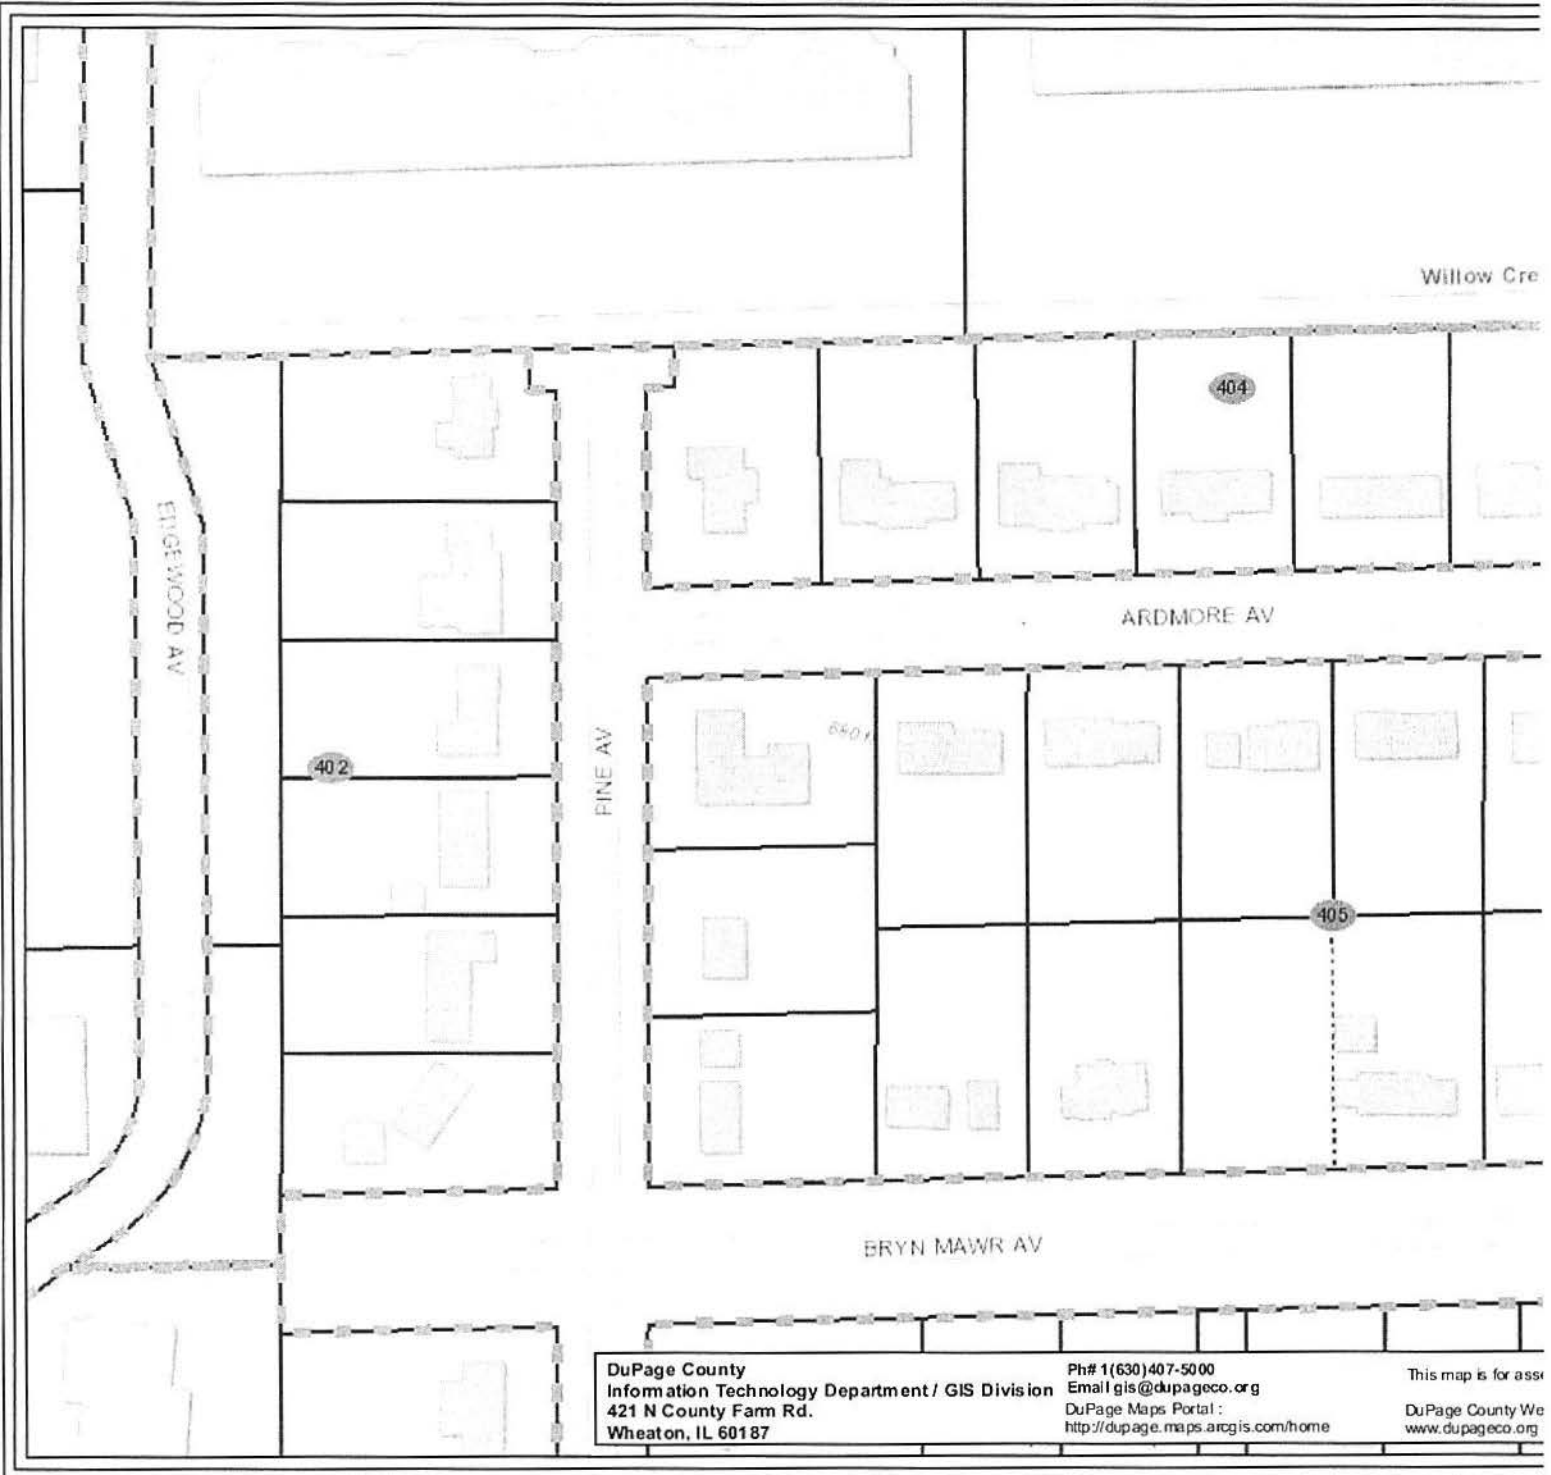 Willow Cre
404
EDGEWOOD AV
ARDMORE AV
402
PINE AV
405
BRYN MAWR AV
DuPage County
Information Technology Department / GIS Division
421 N County Farm Rd.
Wheaton, IL 60187
Ph# 1(630)407-5000
Email gis@dupageco.org
DuPage Maps Portal :
http://dupage.maps.arcgis.com/home
This map is for asse
DuPage County We
www.dupageco.org